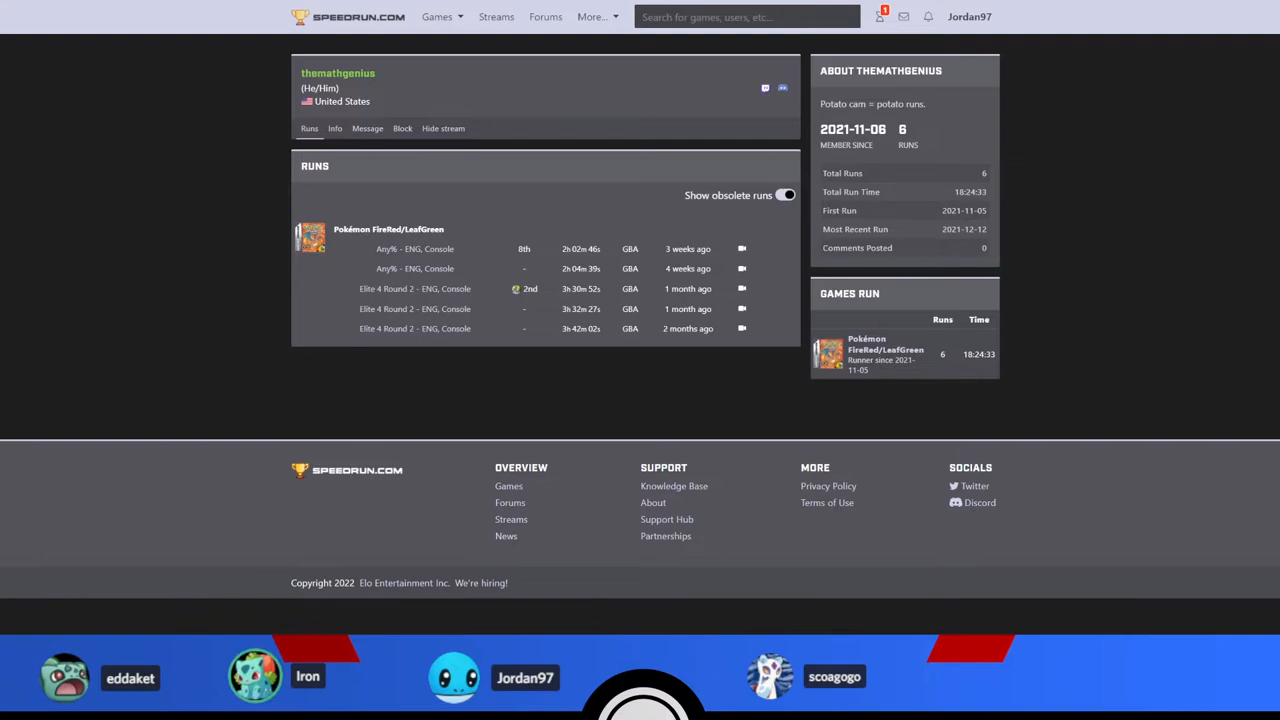 SPEEDRUN.COM Games Streams Forums More... Search for games, users, etc... 1 Jordan97
themathgenius
(He/Him)
United States
Runs Info Message Block Hide stream
RUNS
Show obsolete runs
Pokémon FireRed/LeafGreen
Any% - ENG, Console 8th 2h 02m 46s GBA 3 weeks ago
Any% - ENG, Console - 2h 04m 39s GBA 4 weeks ago
Elite 4 Round 2 - ENG, Console 2nd 3h 30m 52s GBA 1 month ago
Elite 4 Round 2 - ENG, Console - 3h 32m 27s GBA 1 month ago
Elite 4 Round 2 - ENG, Console - 3h 42m 02s GBA 2 months ago
ABOUT THEMATHGENIUS
Potato cam = potato runs.
2021-11-06 6
MEMBER SINCE RUNS
Total Runs 6
Total Run Time 18:24:33
First Run 2021-11-05
Most Recent Run 2021-12-12
Comments Posted 0
GAMES RUN
Runs Time
Pokémon
FireRed/LeafGreen 6 18:24:33
Runner since 2021-
11-05
SPEEDRUN.COM
OVERVIEW
Games
Forums
Streams
News
SUPPORT
Knowledge Base
About
Support Hub
Partnerships
MORE
Privacy Policy
Terms of Use
SOCIALS
Twitter
Discord
Copyright 2022 Elo Entertainment Inc. We're hiring!
eddaket Iron Jordan97 scoagogo